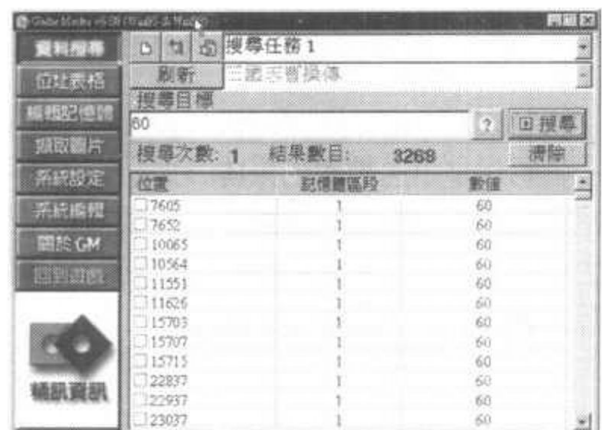 資料搜尋
位址表格
編輯記憶體
擷取圖片
系統設定
系統編輯
關於 GM
回到遊戲
精訊資訊
搜尋任務 1
刷新
三國志曹操傳
搜尋目標
60
?
搜尋
搜尋次數: 1 結果數目: 3268 清除
位置 記憶體區段 數值
7605 1 60
7652 1 60
10065 1 60
10564 1 60
11551 1 60
11626 1 60
15703 1 60
15707 1 60
15715 1 60
22837 1 60
22937 1 60
23037 1 60